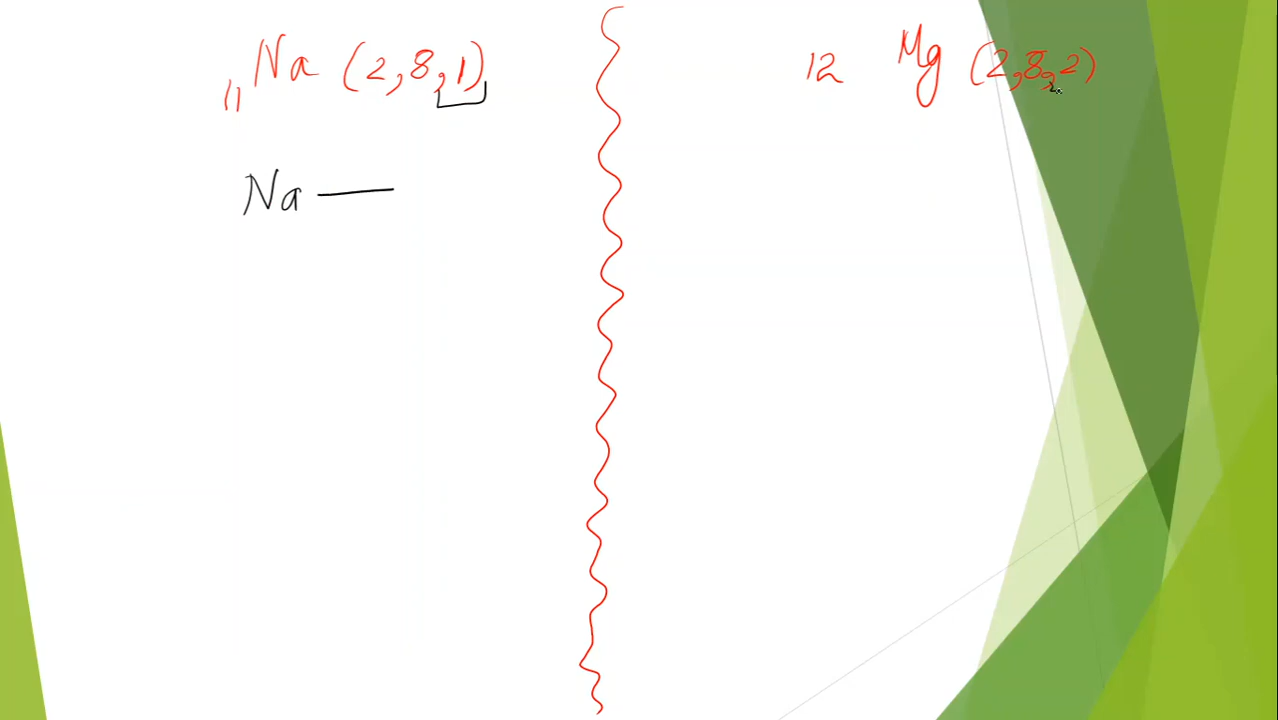 11 Na (2,8,1)
Na —
12 Mg (2,8,2)